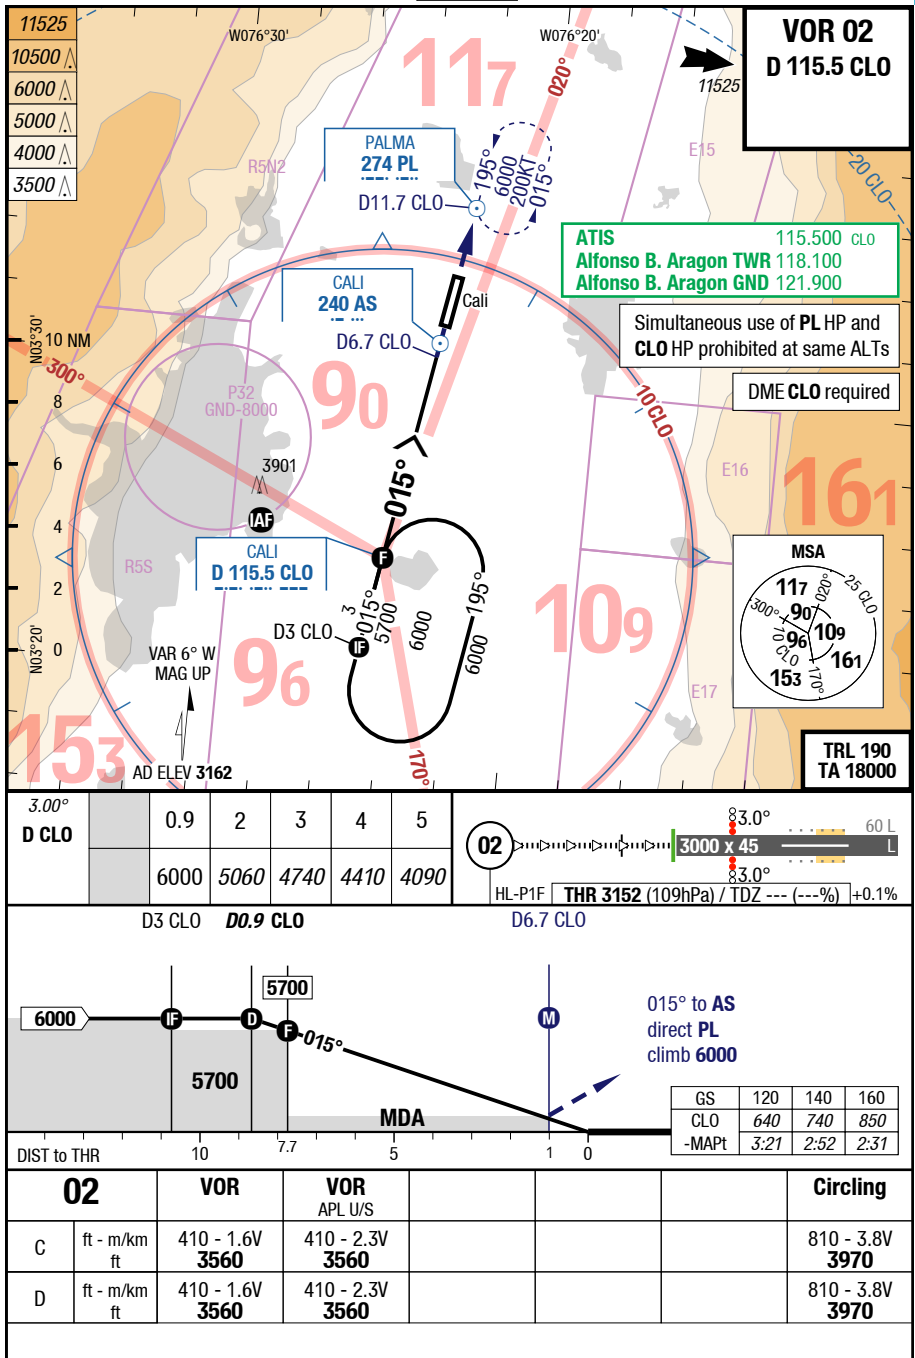 11525
10500
6000
5000
4000
3500
W076°30'
W076°20'
117
020°
11525
VOR 02
D 115.5 CLO
R5N2
PALMA
274 PL
D11.7 CLO
195°
6000
200KT
015°
E15
20 CLO
ATIS 115.500 CLO
Alfonso B. Aragon TWR 118.100
Alfonso B. Aragon GND 121.900
CALI
240 AS
Cali
D6.7 CLO
Simultaneous use of PL HP and
CLO HP prohibited at same ALTs
DME CLO required
N03°30'
10 NM
8
6
4
2
0
N03°20'
300°
P32
GND-8000
90
10 CLO
3901
IAF
015°
E16
161
R5S
CALI
D 115.5 CLO
F
3
015°
5700
6000
195°
6000
D3 CLO
IF
109
MSA
117
020°
25 CLO
300°
90
109
96
10 CLO
161
153
170°
VAR 6° W
MAG UP
96
E17
153
AD ELEV 3162
170°
TRL 190
TA 18000
3.00°
D CLO
0.9 2 3 4 5
6000 5060 4740 4410 4090
02
3.0°
60 L
3000 x 45
L
3.0°
HL-P1F
THR 3152 (109hPa) / TDZ --- (---%)
+0.1%
D3 CLO D0.9 CLO D6.7 CLO
5700
6000
IF
D
F
015°
M
015° to AS
direct PL
climb 6000
5700
MDA
GS 120 140 160
CLO 640 740 850
-MAPt 3:21 2:52 2:31
DIST to THR 10 7.7 5 1 0
02 VOR VOR Circling
APL U/S
C ft - m/km 410 - 1.6V 410 - 2.3V 810 - 3.8V
ft 3560 3560 3970
D ft - m/km 410 - 1.6V 410 - 2.3V 810 - 3.8V
ft 3560 3560 3970